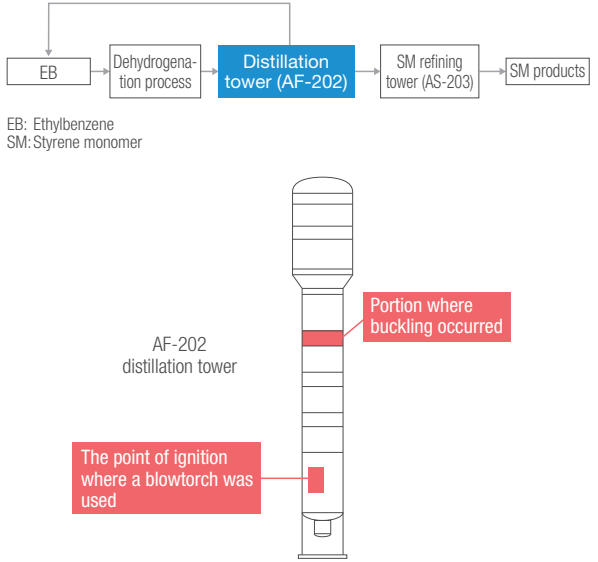 EB
Dehydrogena-
tion process
Distillation
tower (AF-202)
SM refining
tower (AS-203)
SM products
EB: Ethylbenzene
SM: Styrene monomer
Portion where
buckling occurred
AF-202
distillation tower
The point of ignition
where a blowtorch was
used